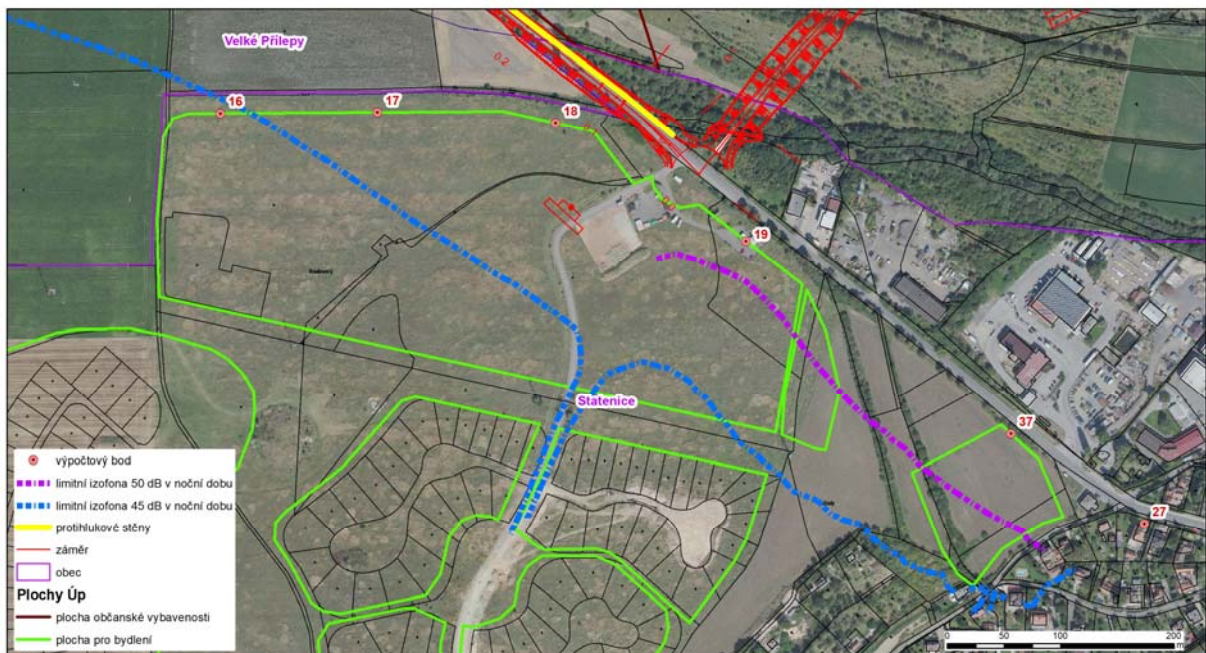 Velké Přílepy
0.2
16
17
18
19
Statenice
37
27
výpočtový bod
limitní izofona 50 dB v noční dobu
limitní izofona 45 dB v noční dobu
protihlukové stěny
záměr
obec
Plochy Úp
plocha občanské vybavenosti
plocha pro bydlení
0 50 100 200
m